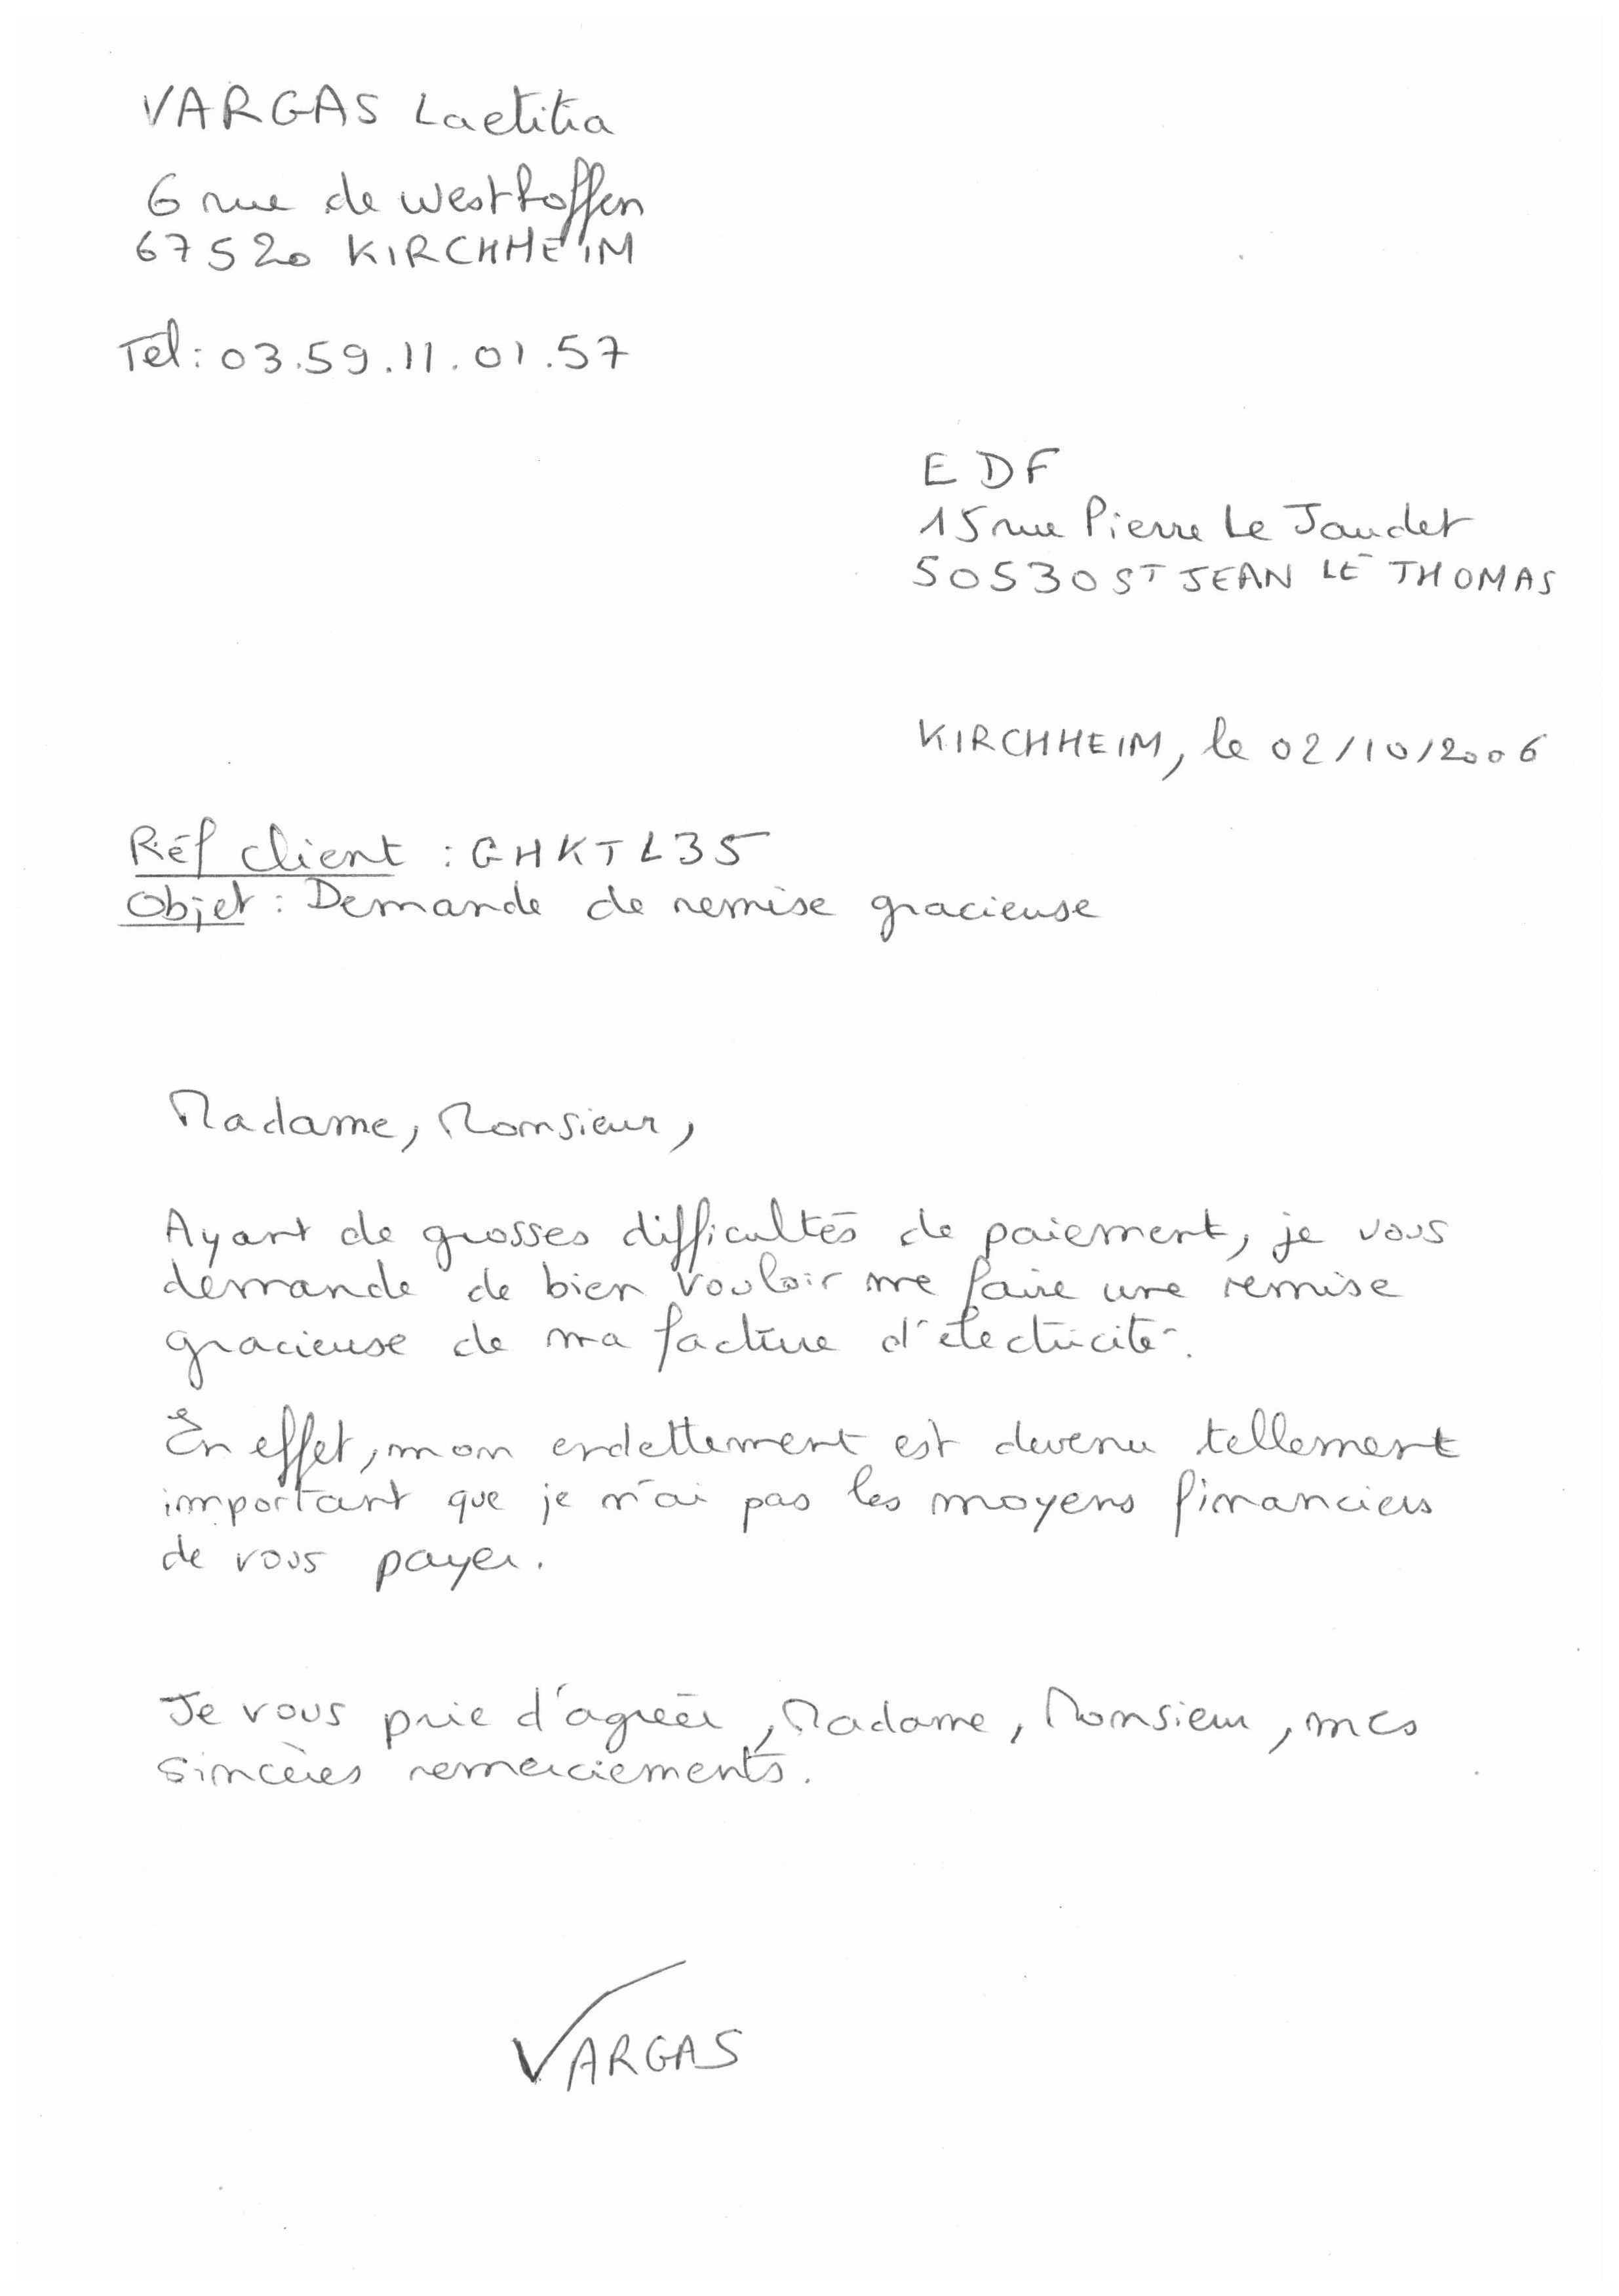 VARGAS Laetitia
6 rue de westhoffen
67520 KIRCHHEIM
Tél : 03.59.11.01.57
EDF
15 rue Pierre Le Jaudet
50530 ST JEAN LE THOMAS
KIRCHHEIM, le 02/10/2006
Réf client : GHKTL35
Objet : Demande de remise gracieuse
Madame, Monsieur,
Ayant de grosses difficultés de paiement, je vous
demande de bien vouloir me faire une remise
gracieuse de ma facture d'électricité.
En effet, mon endettement est devenu tellement
important que je n'ai pas les moyens financiers
de vous payer.
Je vous prie d'agréer, Madame, Monsieur, mes
sincères remerciements.
VARGAS